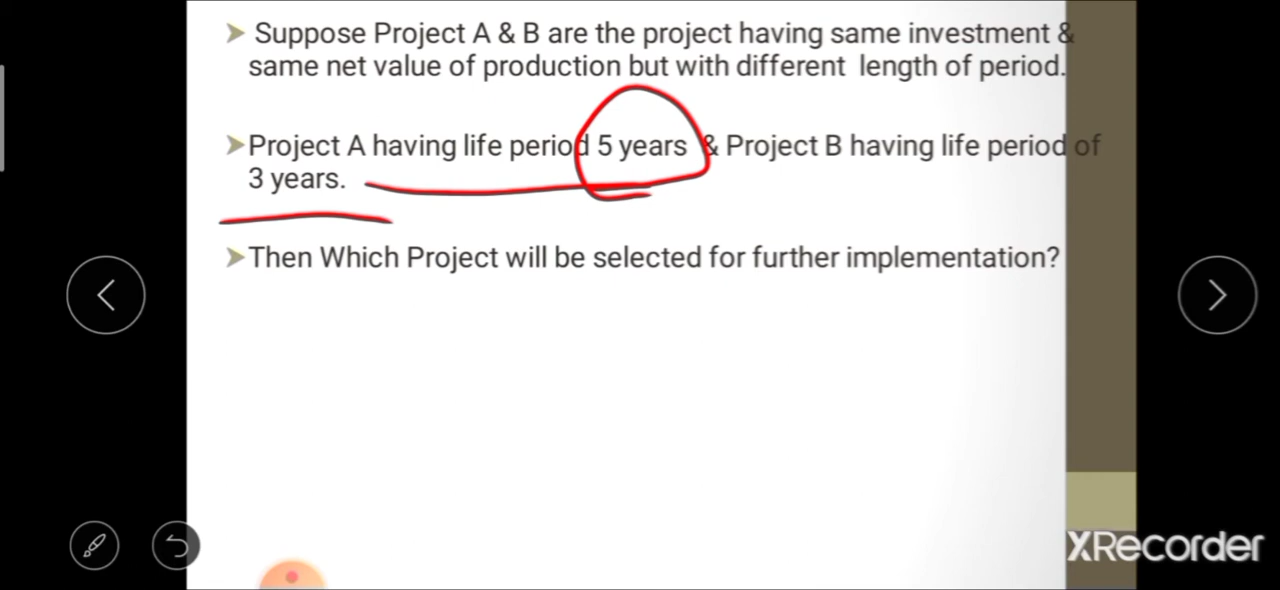 Suppose Project A & B are the project having same investment &
same net value of production but with different length of period.
Project A having life period 5 years & Project B having life period of
3 years.
Then Which Project will be selected for further implementation?
XRecorder